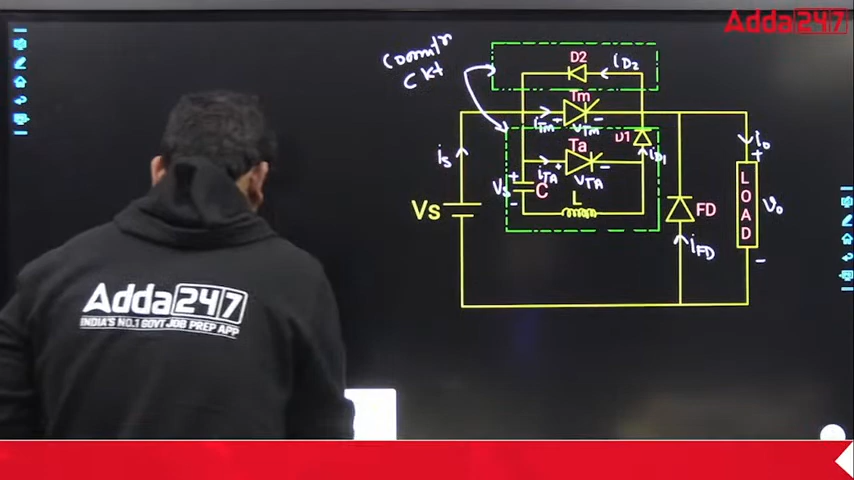 Adda247
Commutn
Ckt
D2
iD2
Tm
iTm + VTm -
D1
iD1
Ta
iTA + VTA -
is
Vs
+
Vs
-
C
L
FD
iFD
io
+
LOAD
vo
-
Adda247
INDIA'S NO.1 GOVT JOB PREP APP